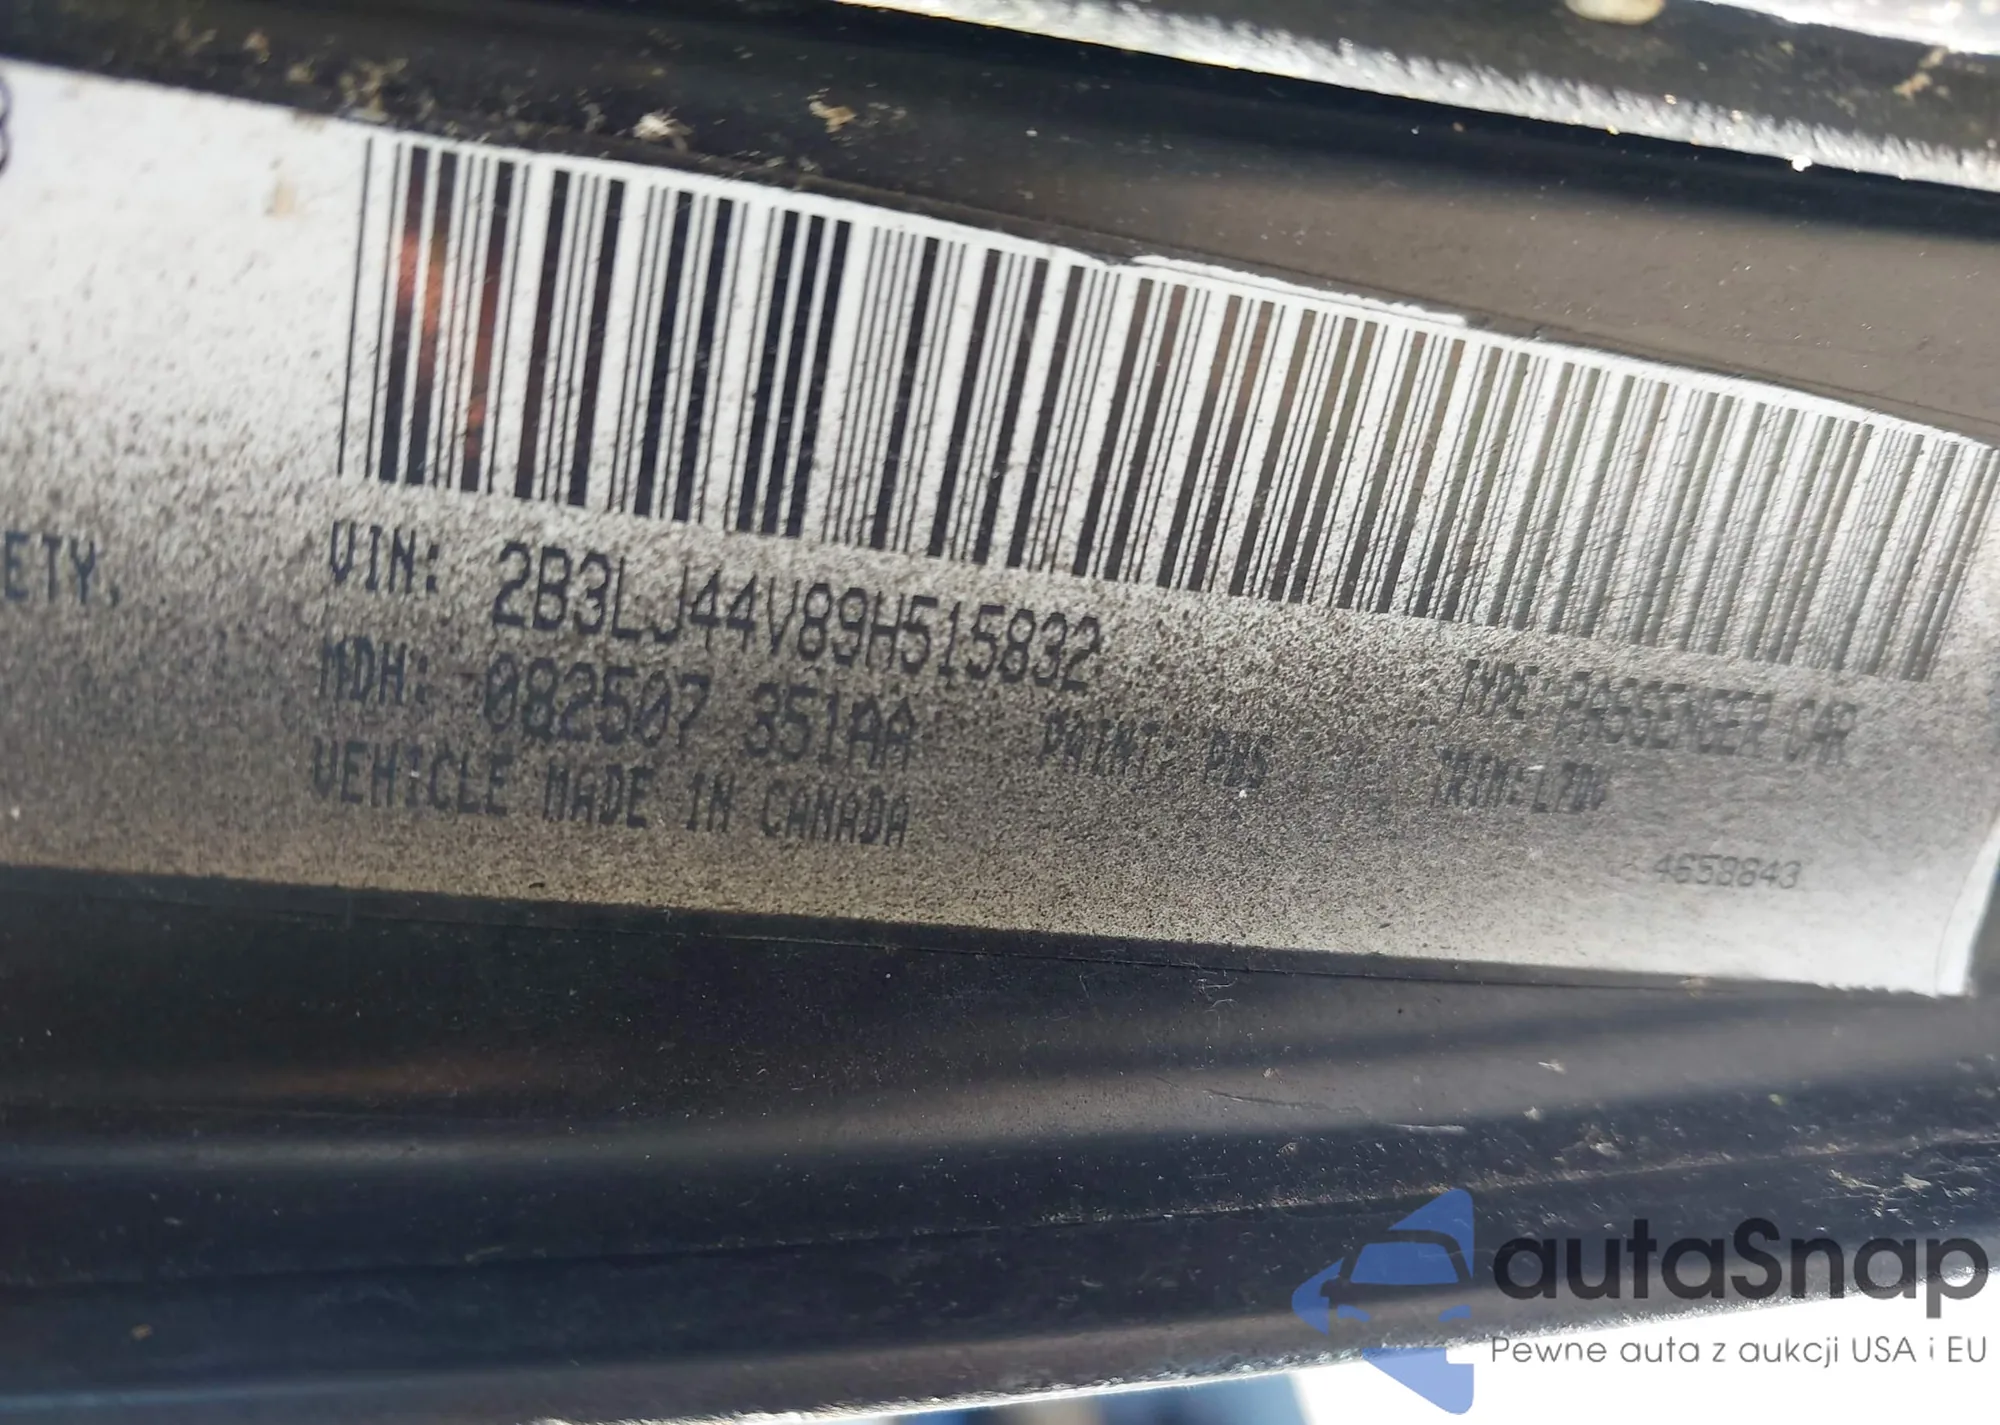 ETY.
VIN: 2B3LJ44V89H515832
TYPE: PASSENGER CAR
MDH: 082507 351AA
PAINT: PBS
TRIM: L7DV
VEHICLE MADE IN CANADA
4658843
autaSnap
Pewne auta z aukcji USA i EU